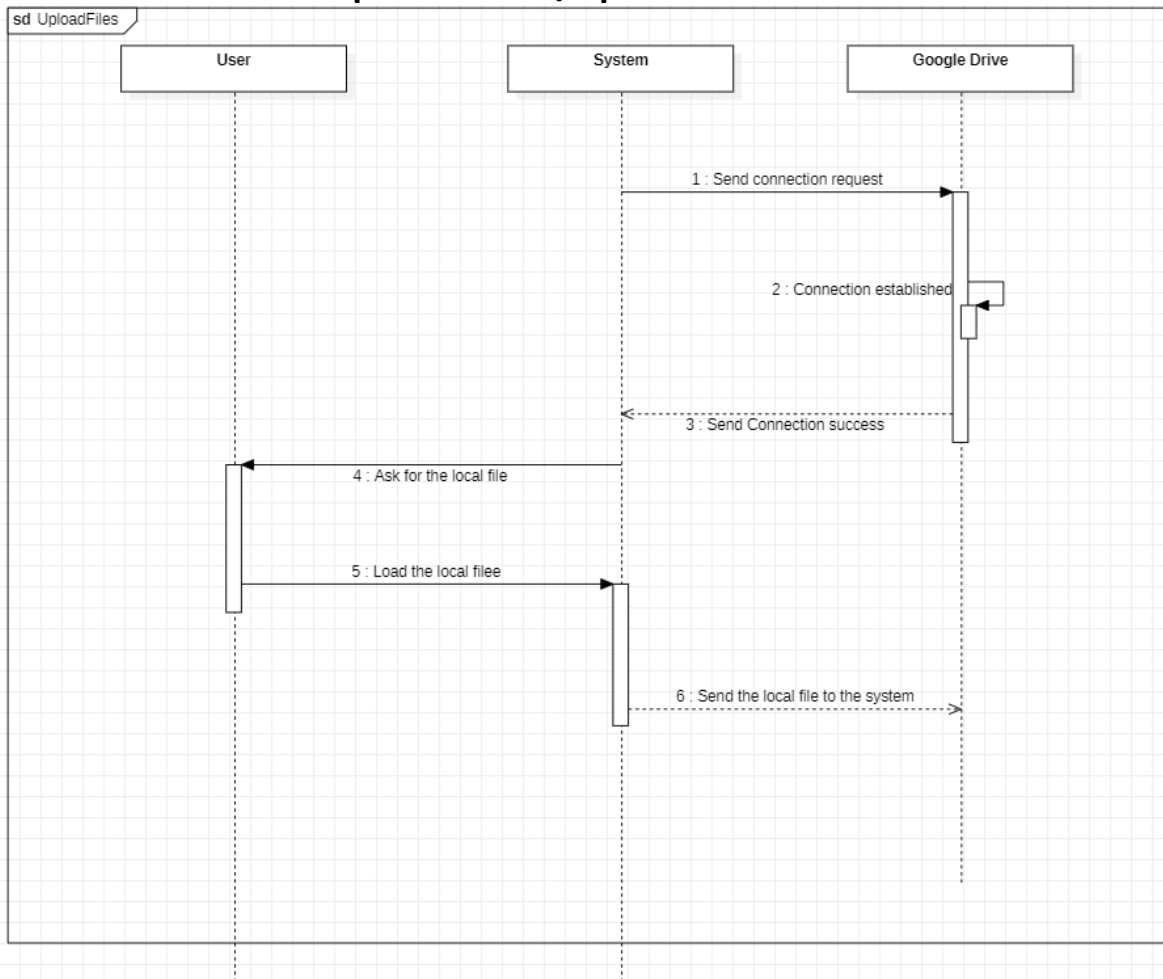 sd UploadFiles
User
System
Google Drive
1 : Send connection request
2 : Connection established
3 : Send Connection success
4 : Ask for the local file
5 : Load the local filee
6 : Send the local file to the system